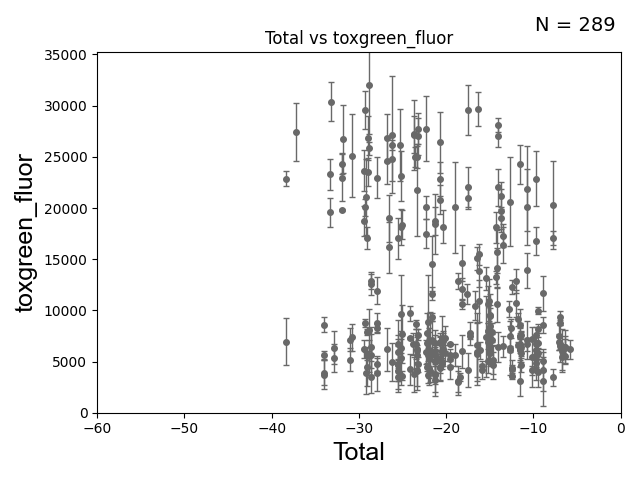 N = 289
Total vs toxgreen_fluor
35000
30000
25000
20000
15000
10000
5000
0
toxgreen_fluor
−60 −50 −40 −30 −20 −10 0
Total